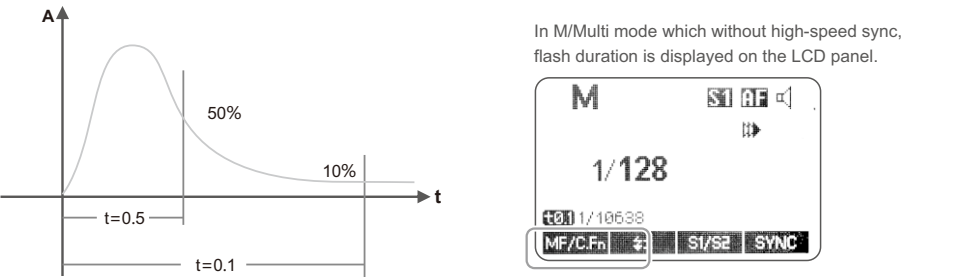 A
50%
10%
t
t=0.5
t=0.1
In M/Multi mode which without high-speed sync,
flash duration is displayed on the LCD panel.
M S1 AF
1/128
t0.1 1/10638
MF/C.Fn S1/S2 SYNC